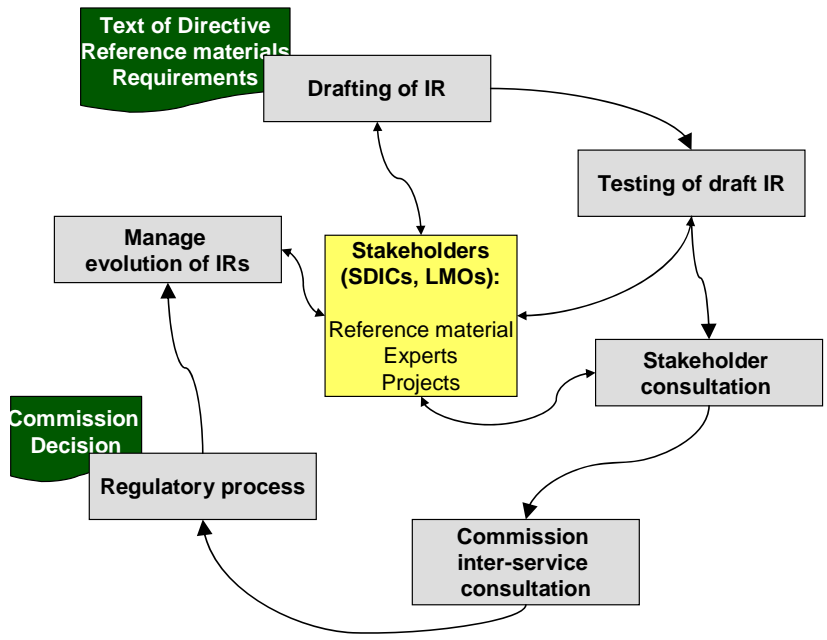 Text of Directive
Reference materials
Requirements
Drafting of IR
Testing of draft IR
Manage
evolution of IRs
Stakeholders
(SDICs, LMOs):
Reference material
Experts
Projects
Stakeholder
consultation
Commission
Decision
Regulatory process
Commission
inter-service
consultation